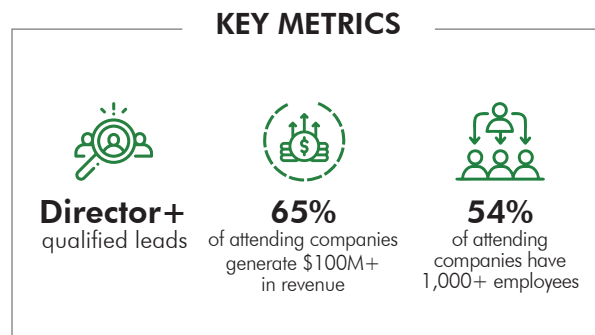 KEY METRICS
$
Director+
qualified leads
65%
of attending companies
generate $100M+
in revenue
54%
of attending
companies have
1,000+ employees